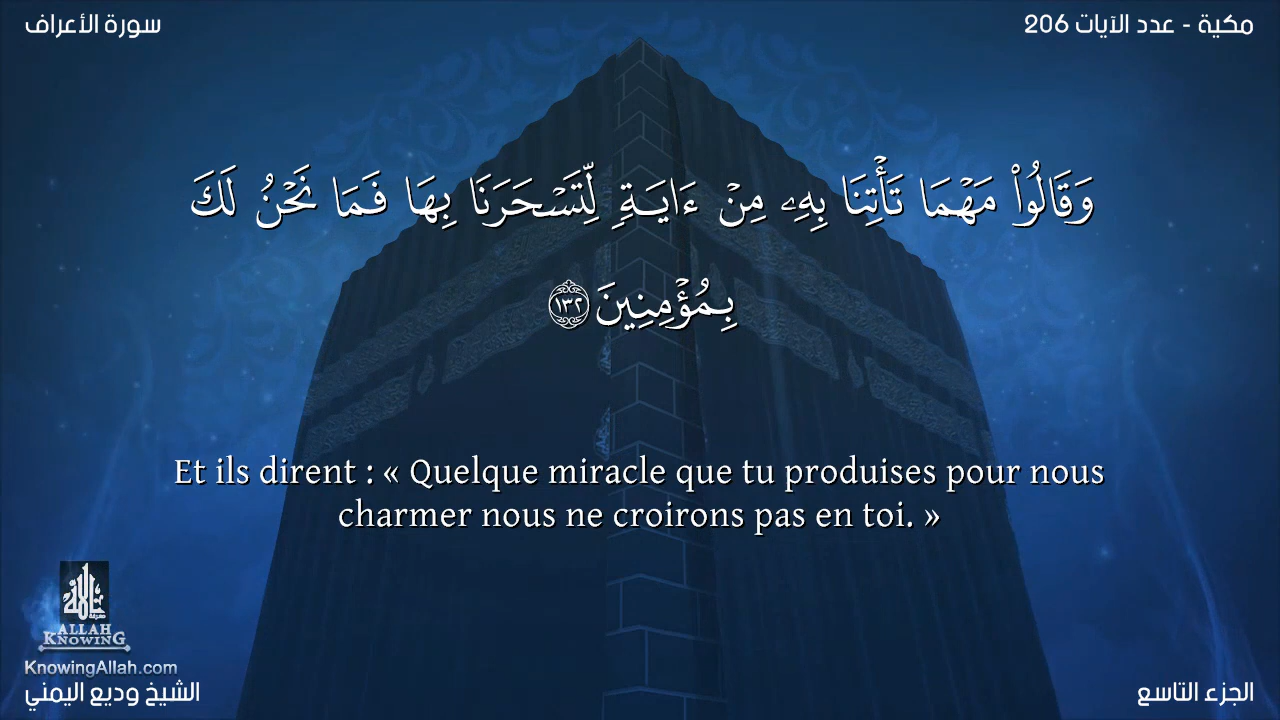 مكية - عدد الآيات 206
سورة الأعراف
وَقَالُوا۟ مَهْمَا تَأْتِنَا بِهِۦ مِنْ ءَايَةٍ لِّتَسْحَرَنَا بِهَا فَمَا نَحْنُ لَكَ
بِمُؤْمِنِينَ ١٣٢
Et ils dirent : « Quelque miracle que tu produises pour nous
charmer nous ne croirons pas en toi. »
ALLAH
KNOWING
KnowingAllah.com
الشيخ وديع اليمني
الجزء التاسع